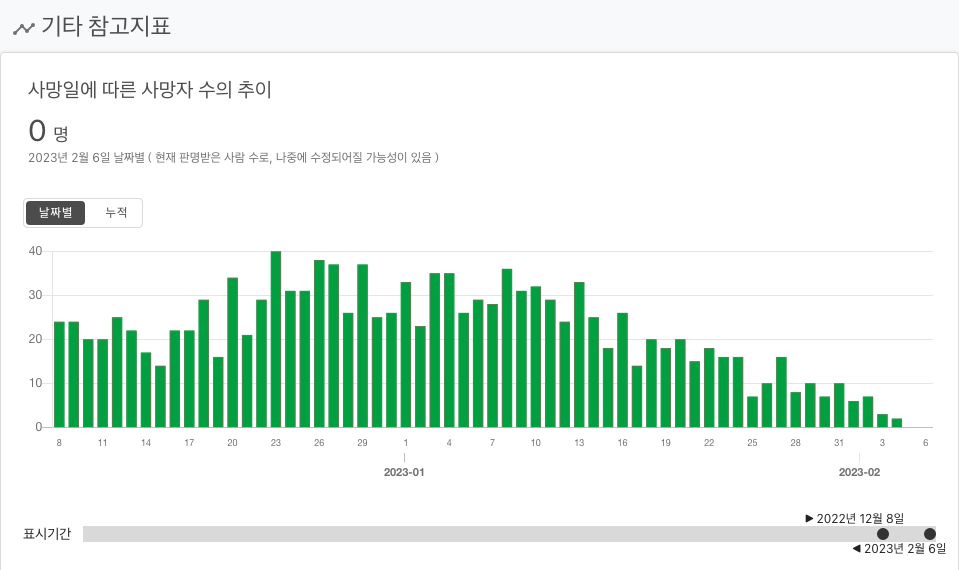 기타 참고지표
사망일에 따른 사망자 수의 추이
0 명
2023년 2월 6일 날짜별 ( 현재 판명받은 사람 수로, 나중에 수정되어질 가능성이 있음 )
날짜별 누적
40
30
20
10
0
8 11 14 17 20 23 26 29 1 4 7 10 13 16 19 22 25 28 31 3 6
2023-01 2023-02
▶ 2022년 12월 8일
표시기간
◀ 2023년 2월 6일